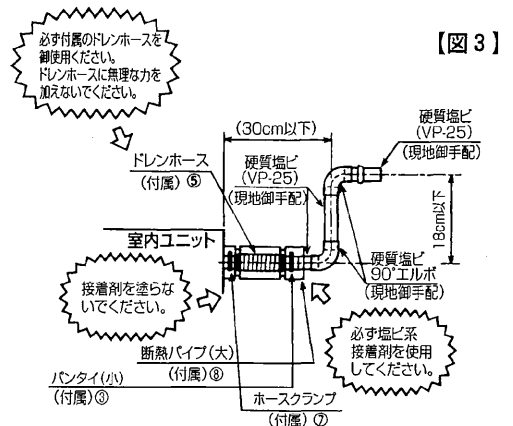 必ず付属のドレンホースを
御使用ください。
ドレンホースに無理な力を
加えないでください。
【図3】
(30cm以下)
硬質塩ビ
(VP-25)
(現地御手配)
ドレンホース
(付属)⑤
硬質塩ビ
(VP-25)
(現地御手配)
18cm以下
室内ユニット
硬質塩ビ
90°エルボ
(現地御手配)
接着剤を塗らな
いでください。
必ず塩ビ系
接着剤を使用
してください。
断熱パイプ(大)
(付属)⑧
バンタイ(小)
(付属)③
ホースクランプ
(付属)⑦